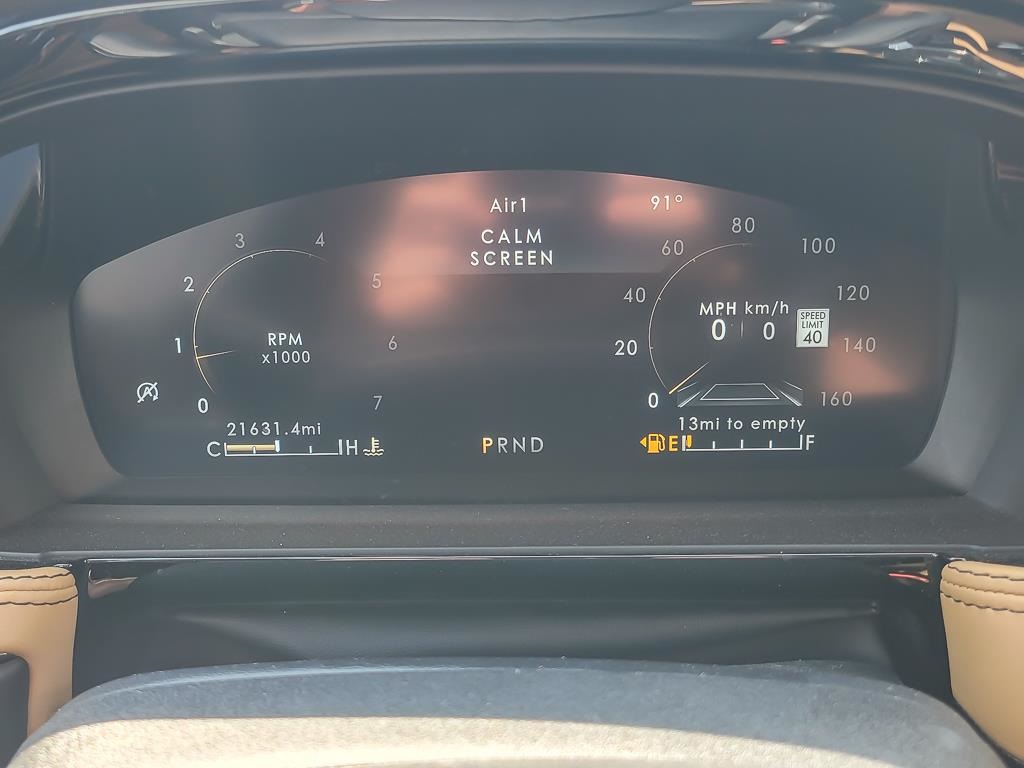 Air1
91°
CALM
SCREEN
0
1
2
3
4
5
6
7
RPM
x1000
0
20
40
60
80
100
120
140
160
MPH km/h
0 0
SPEED
LIMIT
40
21631.4mi
C H
PRND
13mi to empty
E F